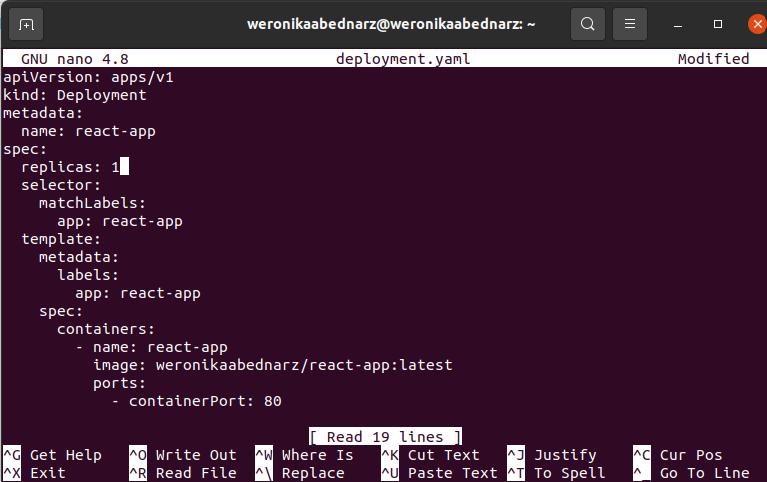 weronikaabednarz@weronikaabednarz: ~
GNU nano 4.8 deployment.yaml Modified
apiVersion: apps/v1
kind: Deployment
metadata:
  name: react-app
spec:
  replicas: 1
  selector:
    matchLabels:
      app: react-app
  template:
    metadata:
      labels:
        app: react-app
    spec:
      containers:
        - name: react-app
          image: weronikaabednarz/react-app:latest
          ports:
            - containerPort: 80
[ Read 19 lines ]
^G Get Help ^O Write Out ^W Where Is ^K Cut Text ^J Justify ^C Cur Pos
^X Exit ^R Read File ^\ Replace ^U Paste Text ^T To Spell ^_ Go To Line